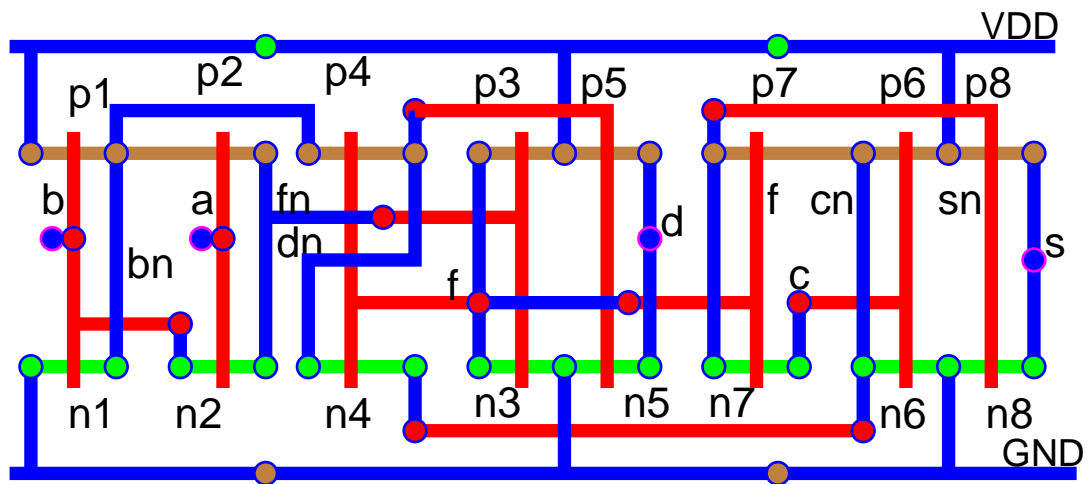 VDD
p1 p2 p4 p3 p5 p7 p6 p8
b a fn f cn sn
bn dn d s
f c
n1 n2 n4 n3 n5 n7 n6 n8
GND